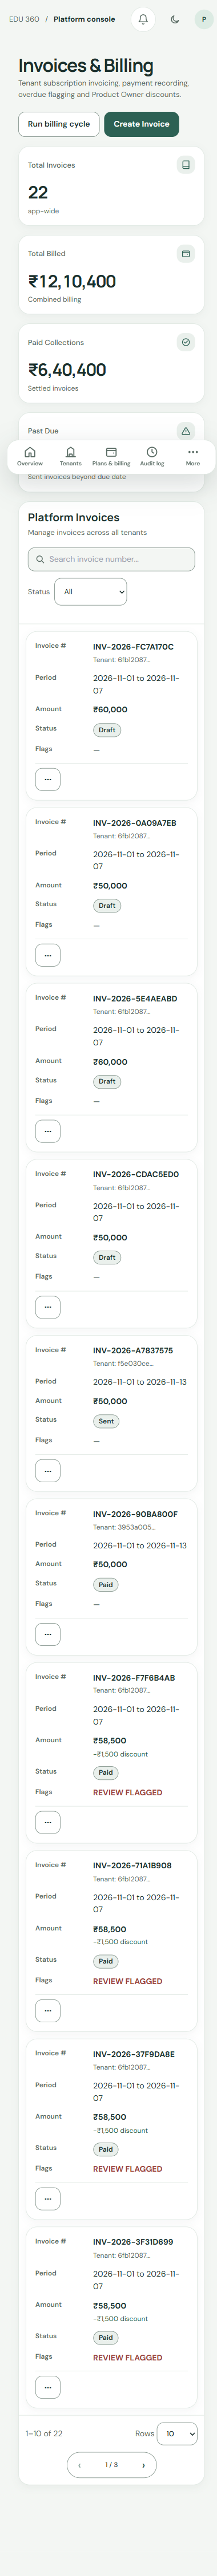 EDU 360 / Platform console
P
Invoices & Billing
Tenant subscription invoicing, payment recording,
overdue flagging and Product Owner discounts.
Run billing cycle
Create Invoice
Total Invoices
22
app-wide
Total Billed
₹12,10,400
Combined billing
Paid Collections
₹6,40,400
Settled invoices
Past Due
Overview
Tenants
Plans & billing
Audit log
More
Sent invoices beyond due date
Platform Invoices
Manage invoices across all tenants
Search invoice number...
Status All
Invoice # INV-2026-FC7A170C
Tenant: 6fb12087...
Period 2026-11-01 to 2026-11-
07
Amount ₹60,000
Status Draft
Flags —
...
Invoice # INV-2026-0A09A7EB
Tenant: 6fb12087...
Period 2026-11-01 to 2026-11-
07
Amount ₹50,000
Status Draft
Flags —
...
Invoice # INV-2026-5E4AEABD
Tenant: 6fb12087...
Period 2026-11-01 to 2026-11-
07
Amount ₹60,000
Status Draft
Flags —
...
Invoice # INV-2026-CDAC5ED0
Tenant: 6fb12087...
Period 2026-11-01 to 2026-11-
07
Amount ₹50,000
Status Draft
Flags —
...
Invoice # INV-2026-A7837575
Tenant: f5e030ce...
Period 2026-11-01 to 2026-11-13
Amount ₹50,000
Status Sent
Flags —
...
Invoice # INV-2026-90BA800F
Tenant: 3953a005...
Period 2026-11-01 to 2026-11-13
Amount ₹50,000
Status Paid
Flags —
...
Invoice # INV-2026-F7F6B4AB
Tenant: 6fb12087...
Period 2026-11-01 to 2026-11-
07
Amount ₹58,500
-₹1,500 discount
Status Paid
Flags REVIEW FLAGGED
...
Invoice # INV-2026-71A1B908
Tenant: 6fb12087...
Period 2026-11-01 to 2026-11-
07
Amount ₹58,500
-₹1,500 discount
Status Paid
Flags REVIEW FLAGGED
...
Invoice # INV-2026-37F9DA8E
Tenant: 6fb12087...
Period 2026-11-01 to 2026-11-
07
Amount ₹58,500
-₹1,500 discount
Status Paid
Flags REVIEW FLAGGED
...
Invoice # INV-2026-3F31D699
Tenant: 6fb12087...
Period 2026-11-01 to 2026-11-
07
Amount ₹58,500
-₹1,500 discount
Status Paid
Flags REVIEW FLAGGED
...
1–10 of 22 Rows 10
‹ 1 / 3 ›